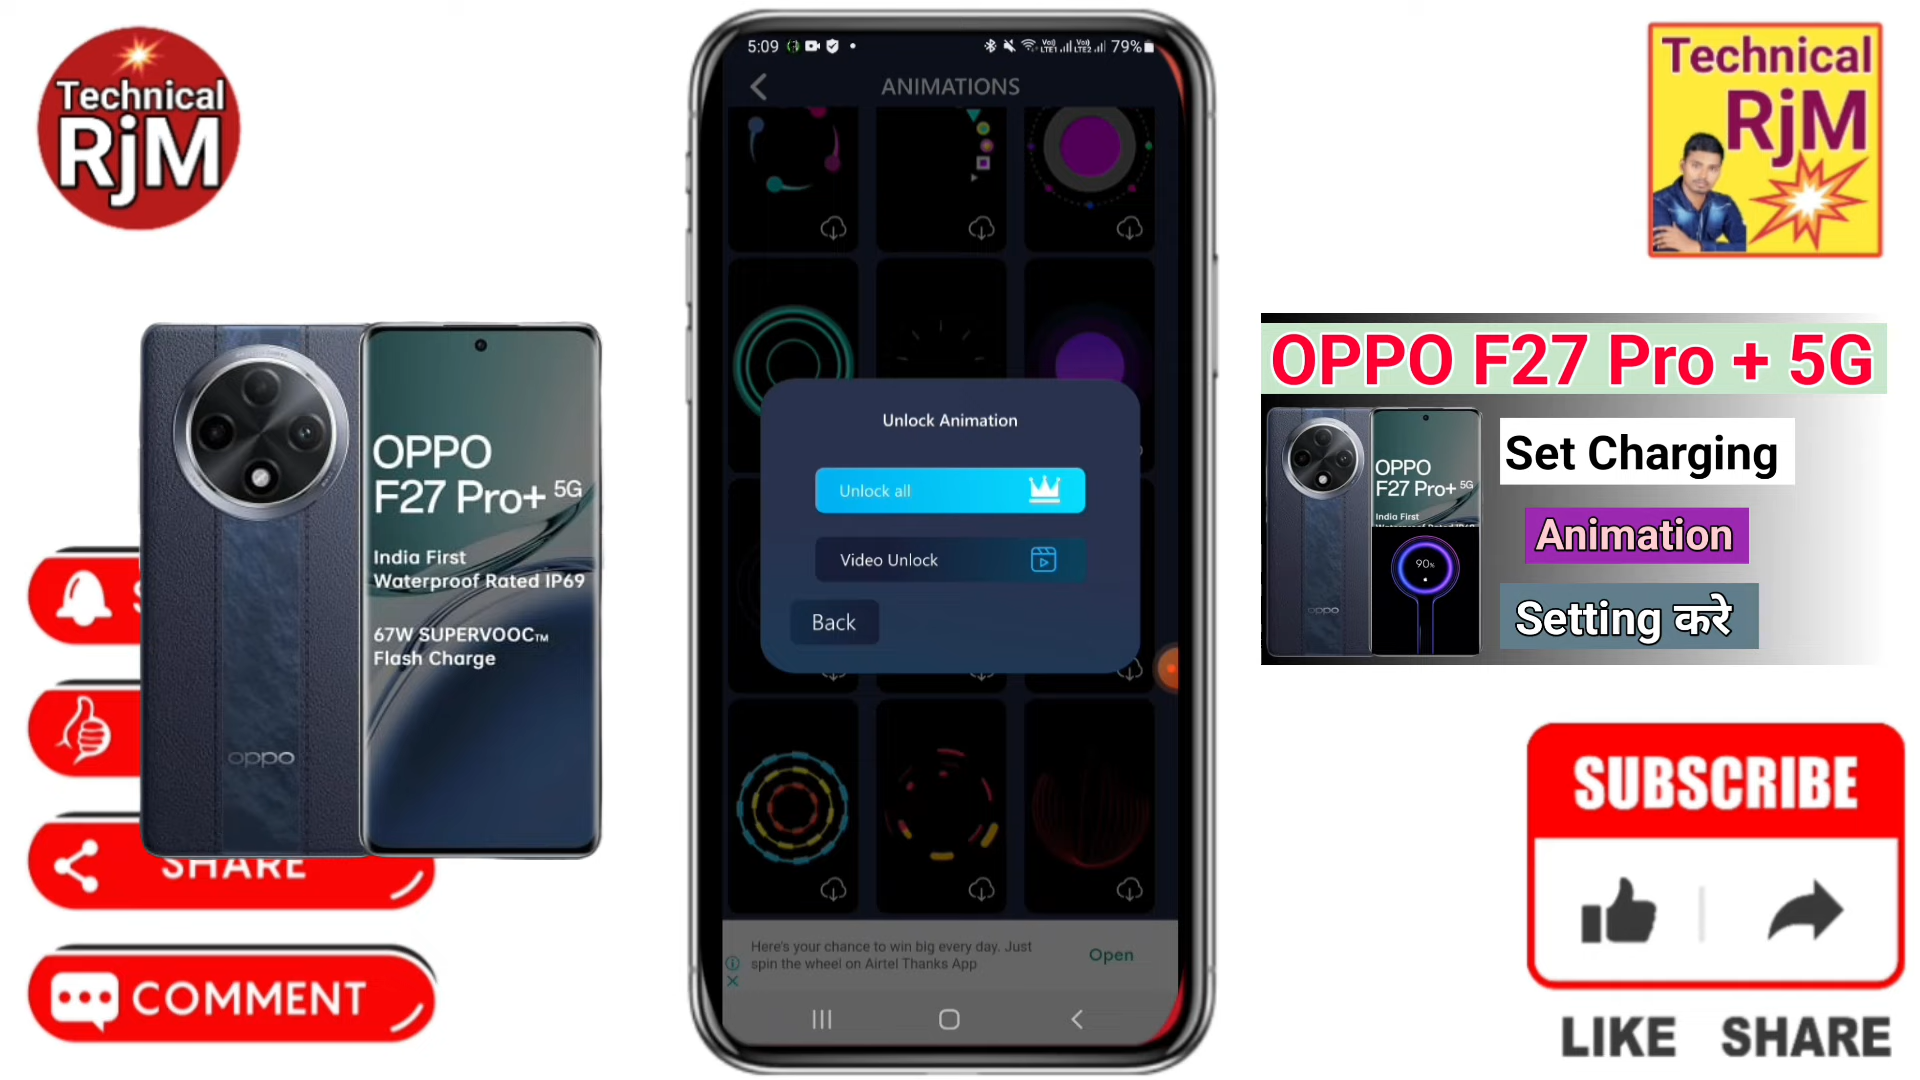 Technical
RjM
OPPO
F27 Pro+ 5G
India First
Waterproof Rated IP69
67W SUPERVOOC™
Flash Charge
oppo
S
SHARE
COMMENT
5:09
79%
ANIMATIONS
Unlock Animation
Unlock all
Video Unlock
Back
Here's your chance to win big every day. Just
spin the wheel on Airtel Thanks App
Open
Technical
RjM
OPPO F27 Pro + 5G
OPPO
F27 Pro+ 5G
India First
90%
oppo
Set Charging
Animation
Setting करे
SUBSCRIBE
LIKE SHARE